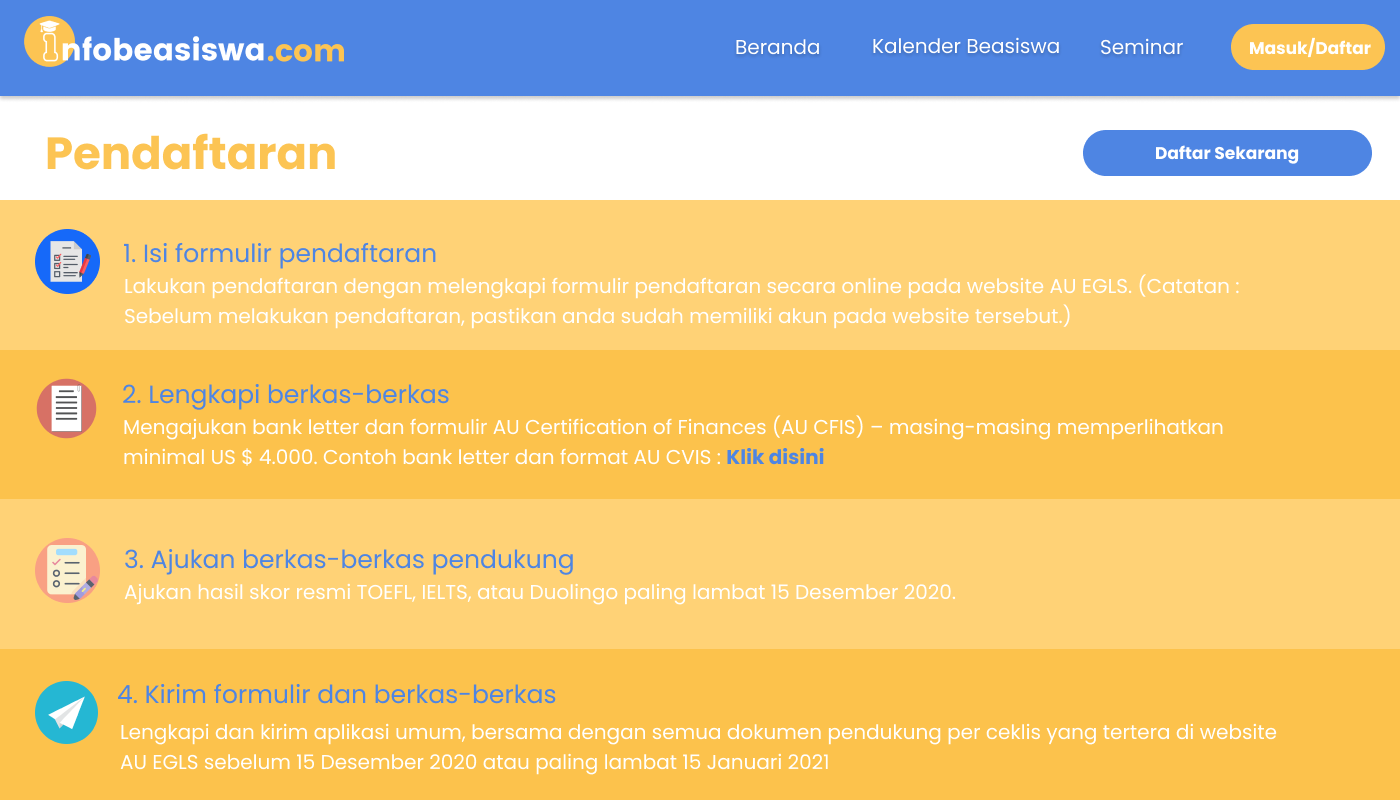 infobeasiswa.com
Beranda
Kalender Beasiswa
Seminar
Masuk/Daftar
Pendaftaran
Daftar Sekarang
1. Isi formulir pendaftaran
Lakukan pendaftaran dengan melengkapi formulir pendaftaran secara online pada website AU EGLS. (Catatan :
Sebelum melakukan pendaftaran, pastikan anda sudah memiliki akun pada website tersebut.)
2. Lengkapi berkas-berkas
Mengajukan bank letter dan formulir AU Certification of Finances (AU CFIS) – masing-masing memperlihatkan
minimal US $ 4.000. Contoh bank letter dan format AU CVIS : Klik disini
3. Ajukan berkas-berkas pendukung
Ajukan hasil skor resmi TOEFL, IELTS, atau Duolingo paling lambat 15 Desember 2020.
4. Kirim formulir dan berkas-berkas
Lengkapi dan kirim aplikasi umum, bersama dengan semua dokumen pendukung per ceklis yang tertera di website
AU EGLS sebelum 15 Desember 2020 atau paling lambat 15 Januari 2021